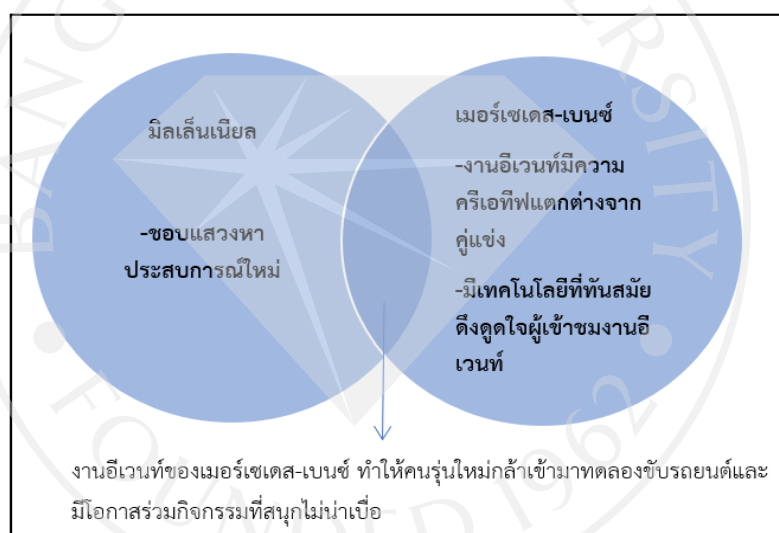 มิลเล็นเนียล
-ชอบแสวงหา
ประสบการณ์ใหม่
เมอร์เซเดส-เบนซ์
-งานอีเวนท์มีความ
ครีเอทีฟแตกต่างจาก
คู่แข่ง
-มีเทคโนโลยีที่ทันสมัย
ดึงดูดใจผู้เข้าชมงานอี
เวนท์
งานอีเวนท์ของเมอร์เซเดส-เบนซ์ ทำให้คนรุ่นใหม่กล้าเข้ามาทดลองขับรถยนต์และ
มีโอกาสร่วมกิจกรรมที่สนุกไม่น่าเบื่อ
FOUNDED 1962